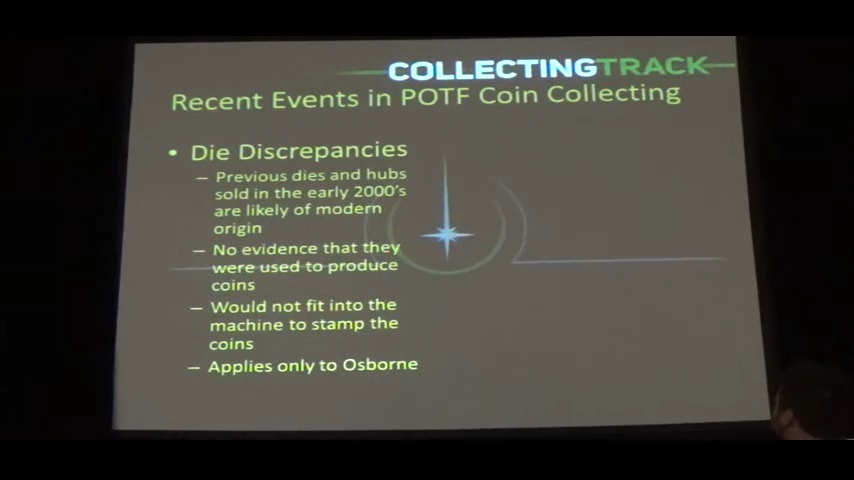 COLLECTINGTRACK
Recent Events in POTF Coin Collecting
• Die Discrepancies
– Previous dies and hubs
sold in the early 2000's
are likely of modern
origin
– No evidence that they
were used to produce
coins
– Would not fit into the
machine to stamp the
coins
– Applies only to Osborne